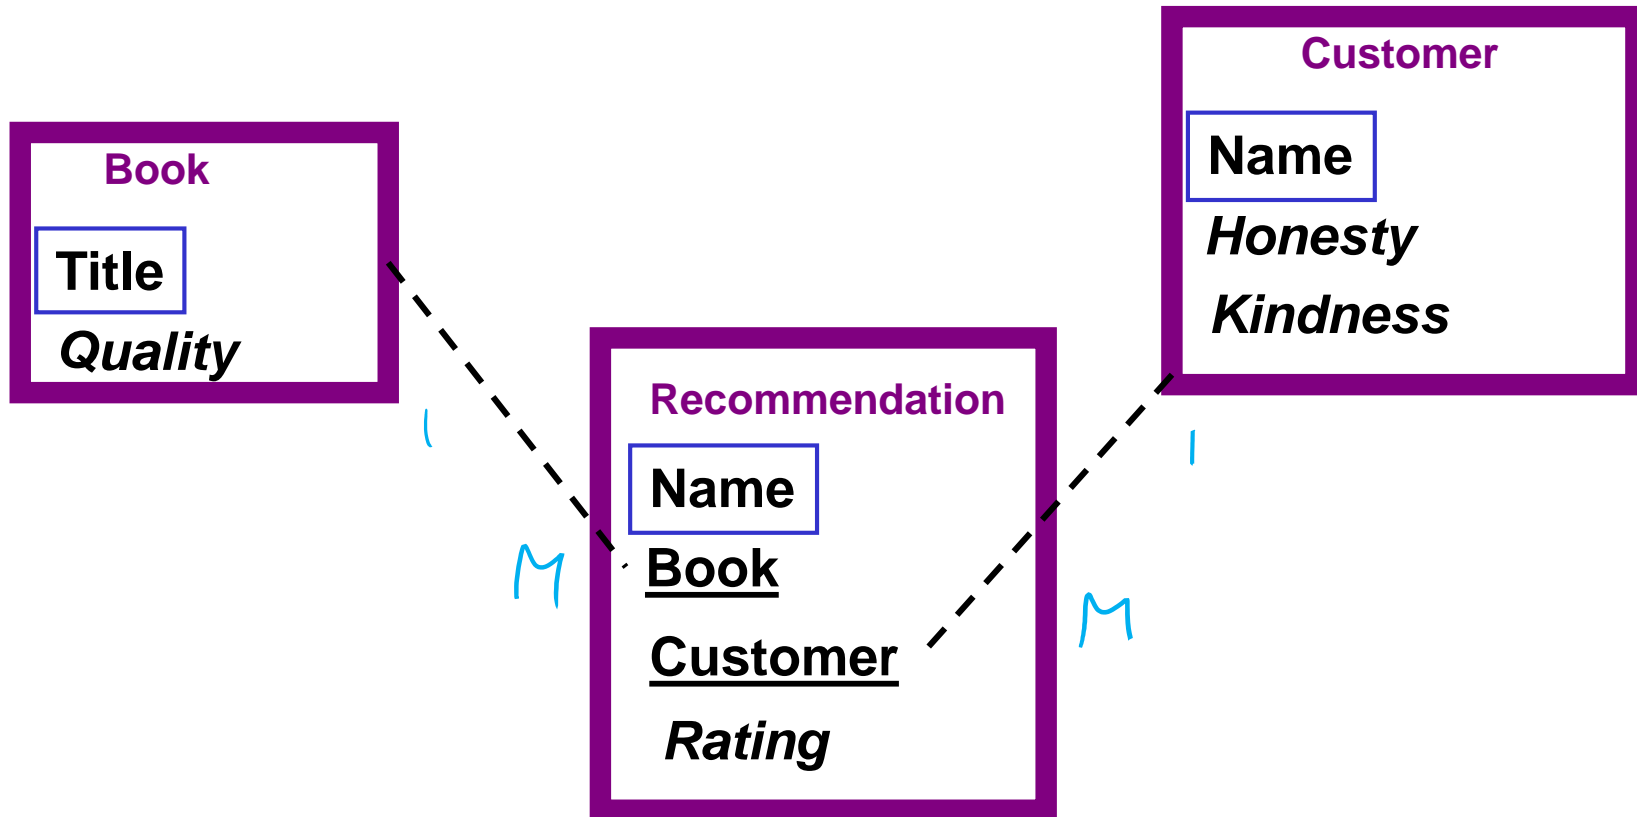 Book
Title
Quality
1
M
Recommendation
Name
Book
Customer
Rating
Customer
Name
Honesty
Kindness
1
M